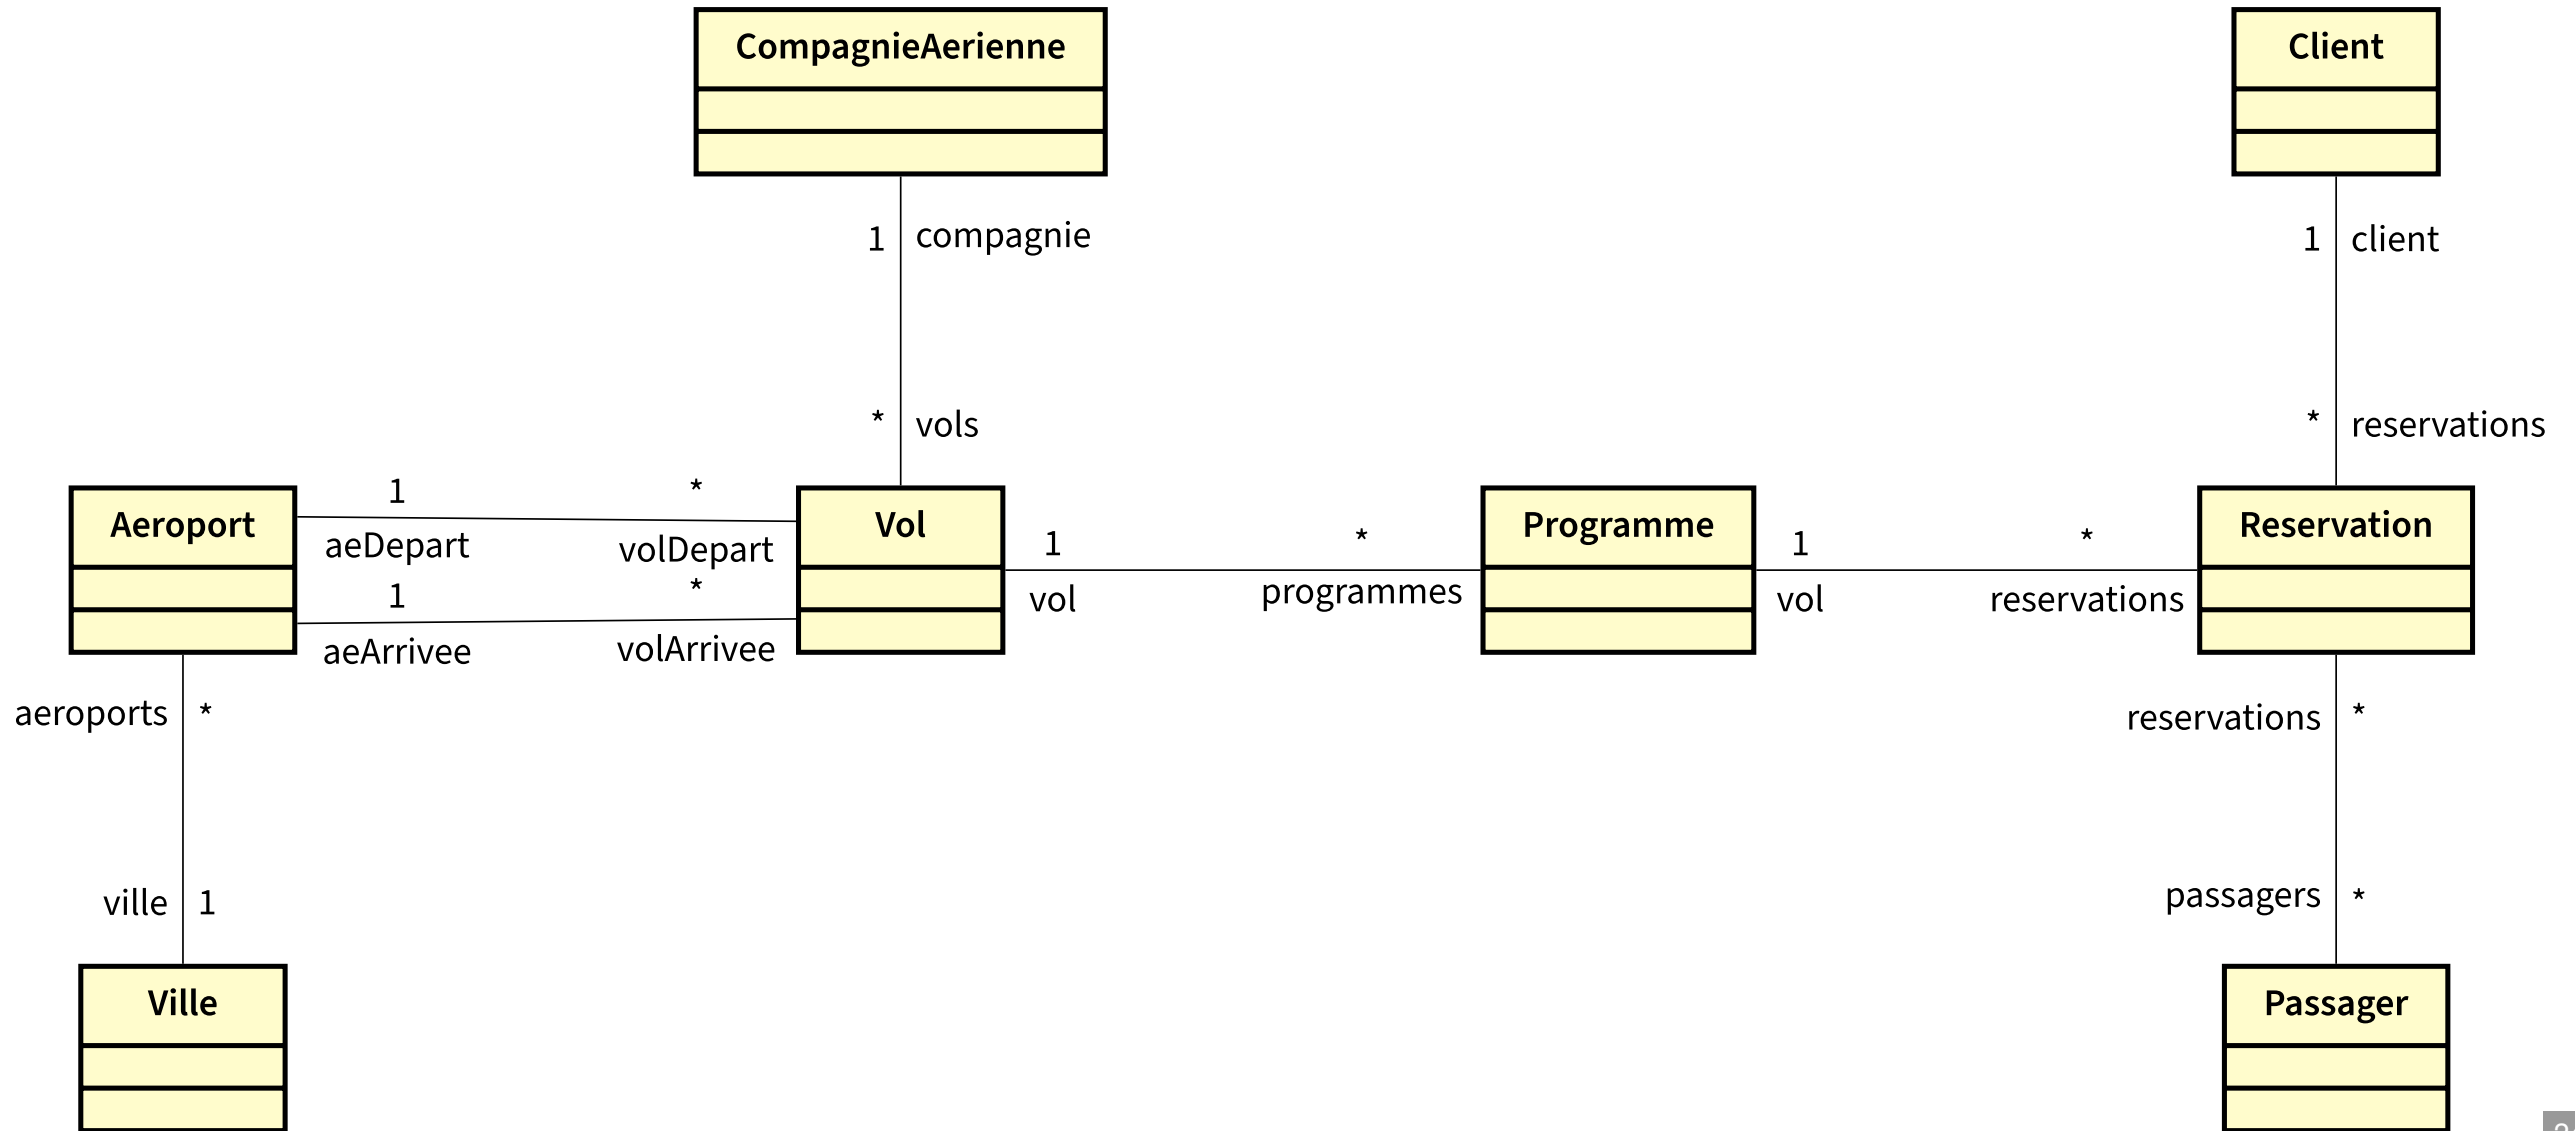 CompagnieAerienne
Client
1 compagnie
1 client
* vols
* reservations
1 *
Aeroport
aeDepart volDepart
Vol
1 *
Programme
1 *
Reservation
1 *
aeArrivee volArrivee
vol programmes
vol reservations
aeroports *
reservations *
ville 1
passagers *
Ville
Passager